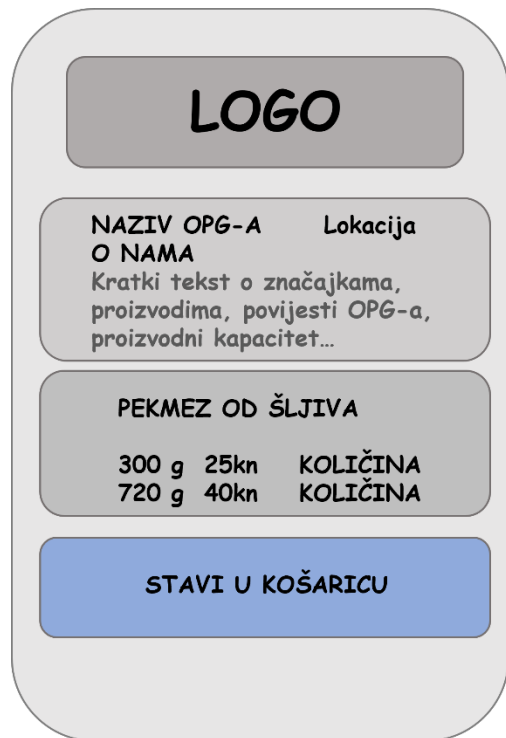 LOGO
NAZIV OPG-A Lokacija
O NAMA
Kratki tekst o značajkama,
proizvodima, povijesti OPG-a,
proizvodni kapacitet…
PEKMEZ OD ŠLJIVA
300 g 25kn KOLIČINA
720 g 40kn KOLIČINA
STAVI U KOŠARICU